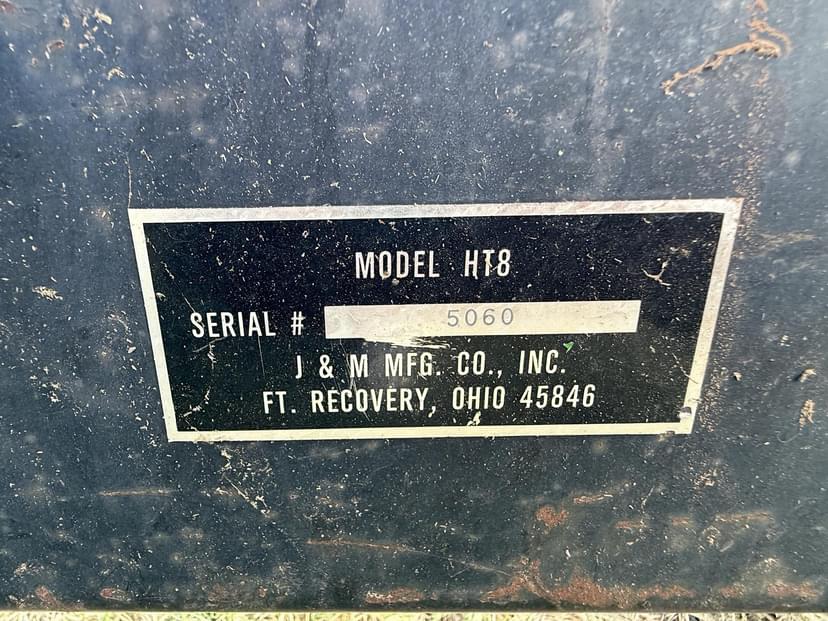 MODEL HT8
SERIAL # 5060
J & M MFG. CO., INC.
FT. RECOVERY, OHIO 45846